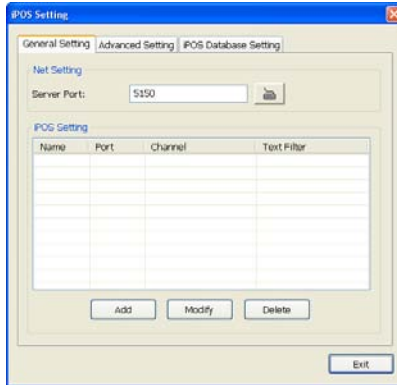 iPOS Setting
General Setting Advanced Setting iPOS Database Setting
Net Setting
Server Port: 5150
iPOS Setting
Name Port Channel Text Filter
Add Modify Delete
Exit